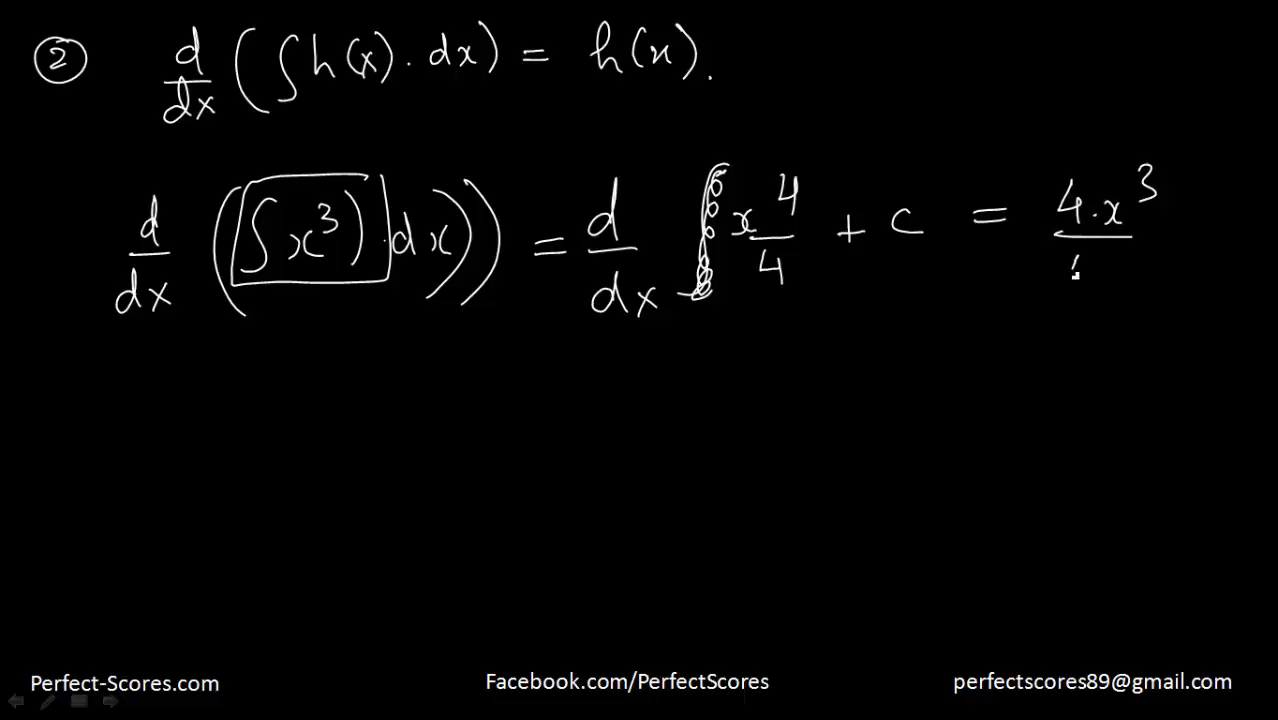 ② d/dx (∫h(x). dx) = h(x).
d/dx (∫x³) .dx)) = d/dx x⁴/4 + c = 4.x³/
Perfect-Scores.com Facebook.com/PerfectScores perfectscores89@gmail.com